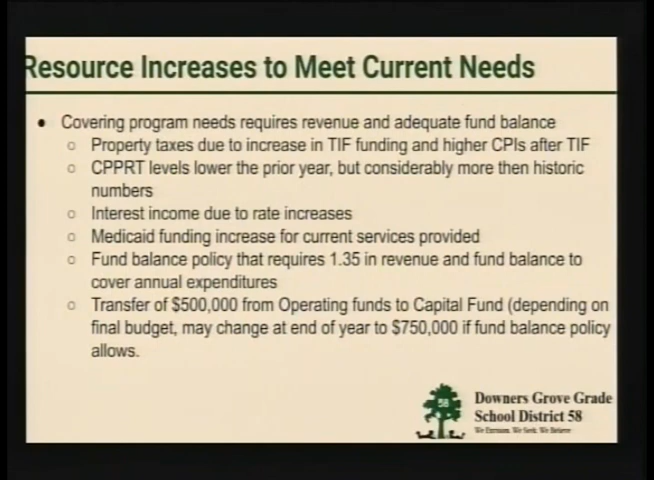 Resource Increases to Meet Current Needs
• Covering program needs requires revenue and adequate fund balance
○ Property taxes due to increase in TIF funding and higher CPIs after TIF
○ CPPRT levels lower the prior year, but considerably more then historic
numbers
○ Interest income due to rate increases
○ Medicaid funding increase for current services provided
○ Fund balance policy that requires 1.35 in revenue and fund balance to
cover annual expenditures
○ Transfer of $500,000 from Operating funds to Capital Fund (depending on
final budget, may change at end of year to $750,000 if fund balance policy
allows.
58
Downers Grove Grade
School District 58
We Believe